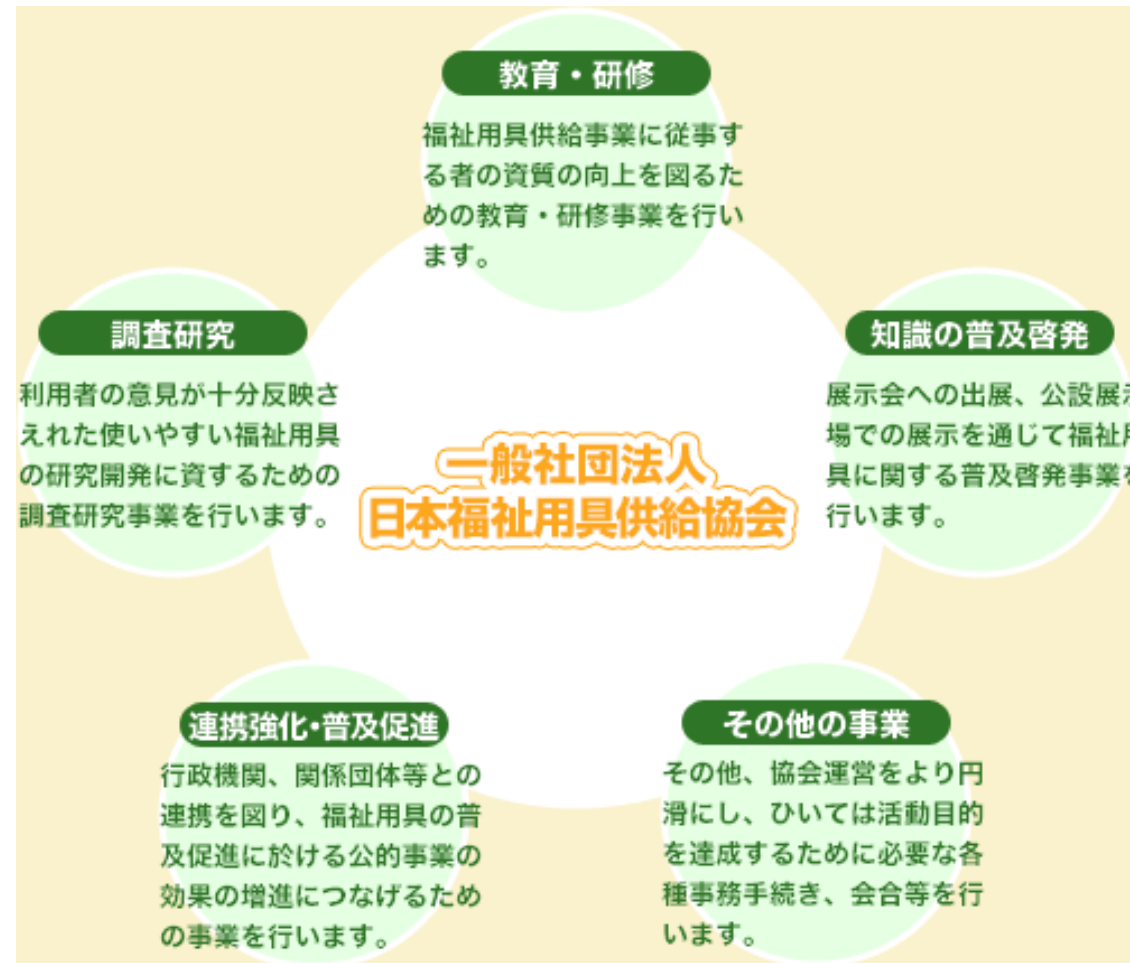 教育・研修
福祉用具供給事業に従事す
る者の資質の向上を図るた
めの教育・研修事業を行い
ます。
調査研究
利用者の意見が十分反映さ
えれた使いやすい福祉用具
の研究開発に資するための
調査研究事業を行います。
知識の普及啓発
展示会への出展、公設展示
場での展示を通じて福祉用
具に関する普及啓発事業を
行います。
一般社団法人
日本福祉用具供給協会
連携強化・普及促進
行政機関、関係団体等との
連携を図り、福祉用具の普
及促進に於ける公的事業の
効果の増進につなげるため
の事業を行います。
その他の事業
その他、協会運営をより円
滑にし、ひいては活動目的
を達成するために必要な各
種事務手続き、会合等を行
います。